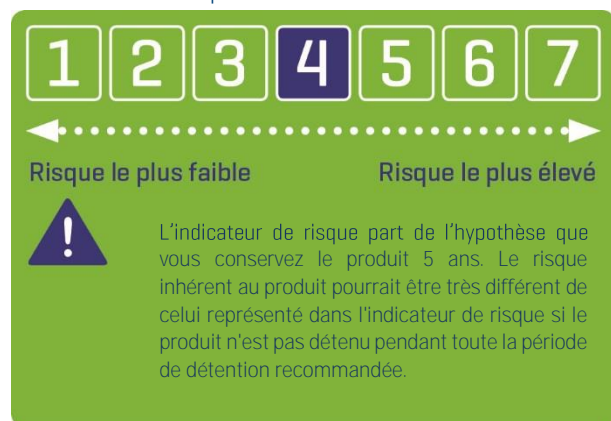 1 2 3 4 5 6 7
Risque le plus faible Risque le plus élevé
L'indicateur de risque part de l'hypothèse que
vous conservez le produit 5 ans. Le risque
inhérent au produit pourrait être très différent de
celui représenté dans l'indicateur de risque si le
produit n'est pas détenu pendant toute la période
de détention recommandée.